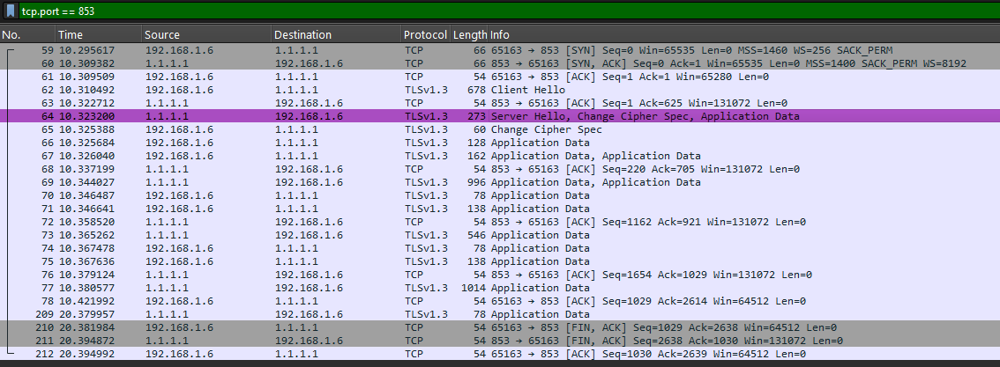 tcp.port == 853
No. Time Source Destination Protocol Length Info
59 10.295617 192.168.1.6 1.1.1.1 TCP 66 65163 → 853 [SYN] Seq=0 Win=65535 Len=0 MSS=1460 WS=256 SACK_PERM
60 10.309382 1.1.1.1 192.168.1.6 TCP 66 853 → 65163 [SYN, ACK] Seq=0 Ack=1 Win=65535 Len=0 MSS=1400 SACK_PERM WS=8192
61 10.309509 192.168.1.6 1.1.1.1 TCP 54 65163 → 853 [ACK] Seq=1 Ack=1 Win=65280 Len=0
62 10.310492 192.168.1.6 1.1.1.1 TLSv1.3 678 Client Hello
63 10.322712 1.1.1.1 192.168.1.6 TCP 54 853 → 65163 [ACK] Seq=1 Ack=625 Win=131072 Len=0
64 10.323200 1.1.1.1 192.168.1.6 TLSv1.3 273 Server Hello, Change Cipher Spec, Application Data
65 10.325388 192.168.1.6 1.1.1.1 TLSv1.3 60 Change Cipher Spec
66 10.325684 192.168.1.6 1.1.1.1 TLSv1.3 128 Application Data
67 10.326040 192.168.1.6 1.1.1.1 TLSv1.3 162 Application Data, Application Data
68 10.337199 1.1.1.1 192.168.1.6 TCP 54 853 → 65163 [ACK] Seq=220 Ack=705 Win=131072 Len=0
69 10.344027 1.1.1.1 192.168.1.6 TLSv1.3 996 Application Data, Application Data
70 10.346487 192.168.1.6 1.1.1.1 TLSv1.3 78 Application Data
71 10.346641 192.168.1.6 1.1.1.1 TLSv1.3 138 Application Data
72 10.358520 1.1.1.1 192.168.1.6 TCP 54 853 → 65163 [ACK] Seq=1162 Ack=921 Win=131072 Len=0
73 10.365262 1.1.1.1 192.168.1.6 TLSv1.3 546 Application Data
74 10.367478 192.168.1.6 1.1.1.1 TLSv1.3 78 Application Data
75 10.367636 192.168.1.6 1.1.1.1 TLSv1.3 138 Application Data
76 10.379124 1.1.1.1 192.168.1.6 TCP 54 853 → 65163 [ACK] Seq=1654 Ack=1029 Win=131072 Len=0
77 10.380577 1.1.1.1 192.168.1.6 TLSv1.3 1014 Application Data
78 10.421992 192.168.1.6 1.1.1.1 TCP 54 65163 → 853 [ACK] Seq=1029 Ack=2614 Win=64512 Len=0
209 20.379957 1.1.1.1 192.168.1.6 TLSv1.3 78 Application Data
210 20.381984 192.168.1.6 1.1.1.1 TCP 54 65163 → 853 [FIN, ACK] Seq=1029 Ack=2638 Win=64512 Len=0
211 20.394872 1.1.1.1 192.168.1.6 TCP 54 853 → 65163 [FIN, ACK] Seq=2638 Ack=1030 Win=131072 Len=0
212 20.394992 192.168.1.6 1.1.1.1 TCP 54 65163 → 853 [ACK] Seq=1030 Ack=2639 Win=64512 Len=0